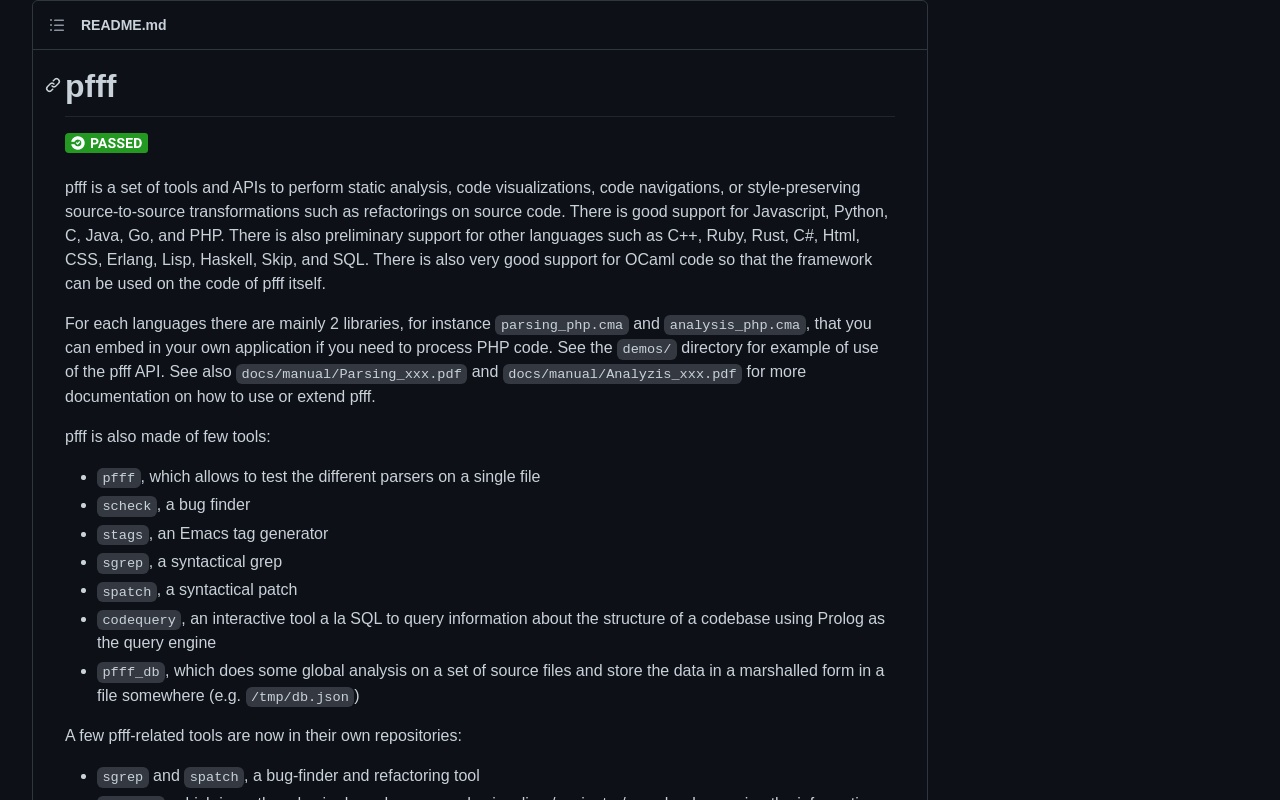 README.md
pfff
PASSED
pfff is a set of tools and APIs to perform static analysis, code visualizations, code navigations, or style-preserving
source-to-source transformations such as refactorings on source code. There is good support for Javascript, Python,
C, Java, Go, and PHP. There is also preliminary support for other languages such as C++, Ruby, Rust, C#, Html,
CSS, Erlang, Lisp, Haskell, Skip, and SQL. There is also very good support for OCaml code so that the framework
can be used on the code of pfff itself.
For each languages there are mainly 2 libraries, for instance parsing_php.cma and analysis_php.cma, that you
can embed in your own application if you need to process PHP code. See the demos/ directory for example of use
of the pfff API. See also docs/manual/Parsing_xxx.pdf and docs/manual/Analyzis_xxx.pdf for more
documentation on how to use or extend pfff.
pfff is also made of few tools:
pfff, which allows to test the different parsers on a single file
scheck, a bug finder
stags, an Emacs tag generator
sgrep, a syntactical grep
spatch, a syntactical patch
codequery, an interactive tool a la SQL to query information about the structure of a codebase using Prolog as
the query engine
pfff_db, which does some global analysis on a set of source files and store the data in a marshalled form in a
file somewhere (e.g. /tmp/db.json)
A few pfff-related tools are now in their own repositories:
sgrep and spatch, a bug-finder and refactoring tool